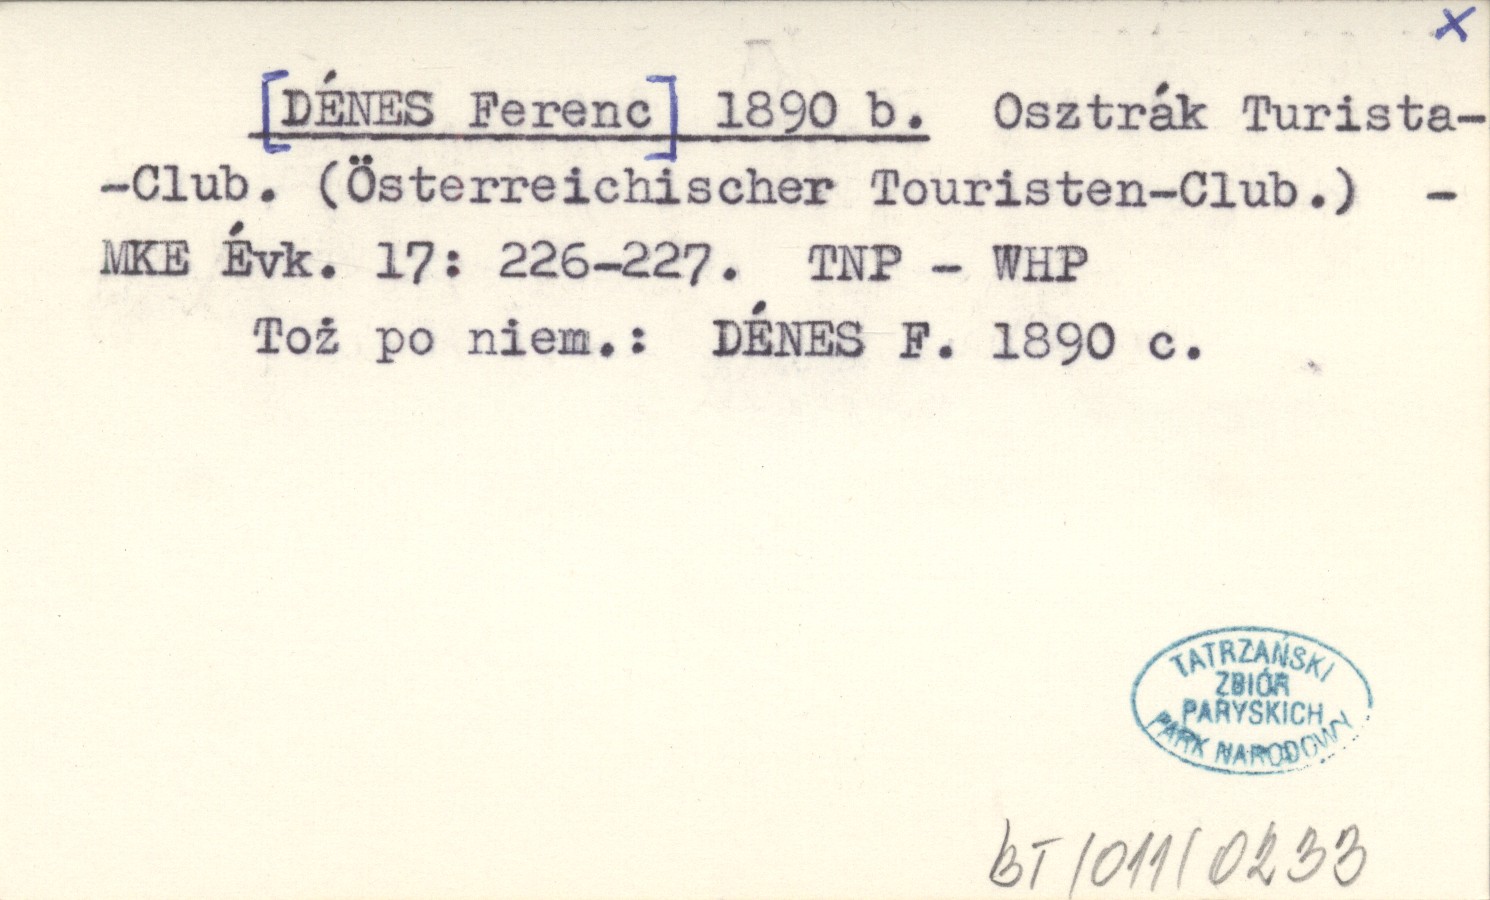 x
[DÉNES Ferenc] 1890 b. Osztrák Turista-
-Club. (Österreichischer Touristen-Club.) -
MKE Évk. 17: 226-227. TNP - WHP
Toż po niem.: DÉNES F. 1890 c.
TATRZAŃSKI
ZBIÓR
PARYSKICH
PARK NARODOWY
BT/011/0233